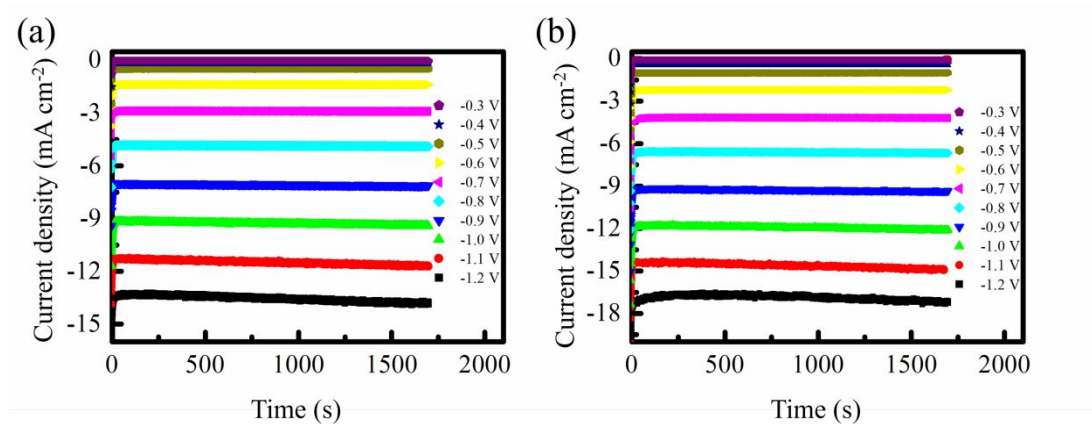 (a)
Current density (mA cm-2)
0
-3
-6
-9
-12
-15
0
500
1000
1500
2000
Time (s)
-0.3 V
-0.4 V
-0.5 V
-0.6 V
-0.7 V
-0.8 V
-0.9 V
-1.0 V
-1.1 V
-1.2 V
(b)
Current density (mA cm-2)
0
-3
-6
-9
-12
-15
-18
0
500
1000
1500
2000
Time (s)
-0.3 V
-0.4 V
-0.5 V
-0.6 V
-0.7 V
-0.8 V
-0.9 V
-1.0 V
-1.1 V
-1.2 V